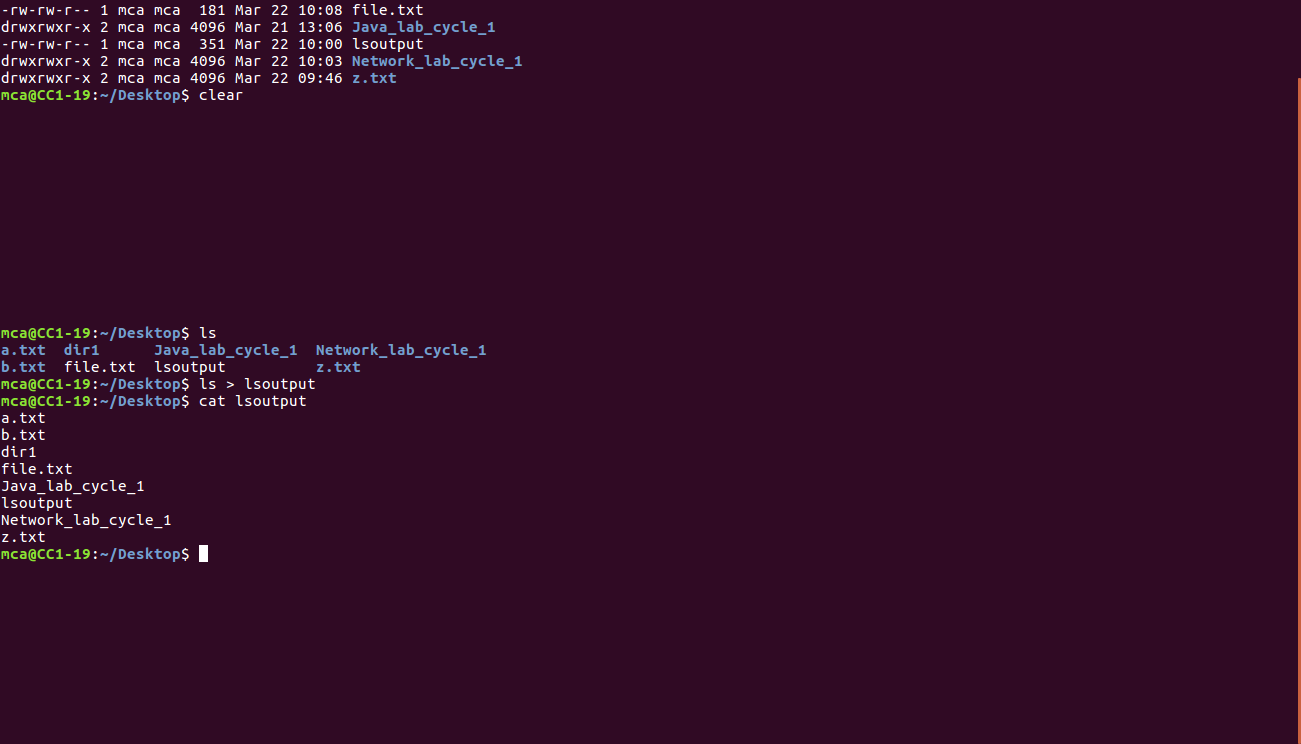 -rw-rw-r-- 1 mca mca  181 Mar 22 10:08 file.txt
drwxrwxr-x 2 mca mca 4096 Mar 21 13:06 Java_lab_cycle_1
-rw-rw-r-- 1 mca mca  351 Mar 22 10:00 lsoutput
drwxrwxr-x 2 mca mca 4096 Mar 22 10:03 Network_lab_cycle_1
drwxrwxr-x 2 mca mca 4096 Mar 22 09:46 z.txt
mca@CC1-19:~/Desktop$ clear
mca@CC1-19:~/Desktop$ ls
a.txt  dir1      Java_lab_cycle_1  Network_lab_cycle_1
b.txt  file.txt  lsoutput          z.txt
mca@CC1-19:~/Desktop$ ls > lsoutput
mca@CC1-19:~/Desktop$ cat lsoutput
a.txt
b.txt
dir1
file.txt
Java_lab_cycle_1
lsoutput
Network_lab_cycle_1
z.txt
mca@CC1-19:~/Desktop$